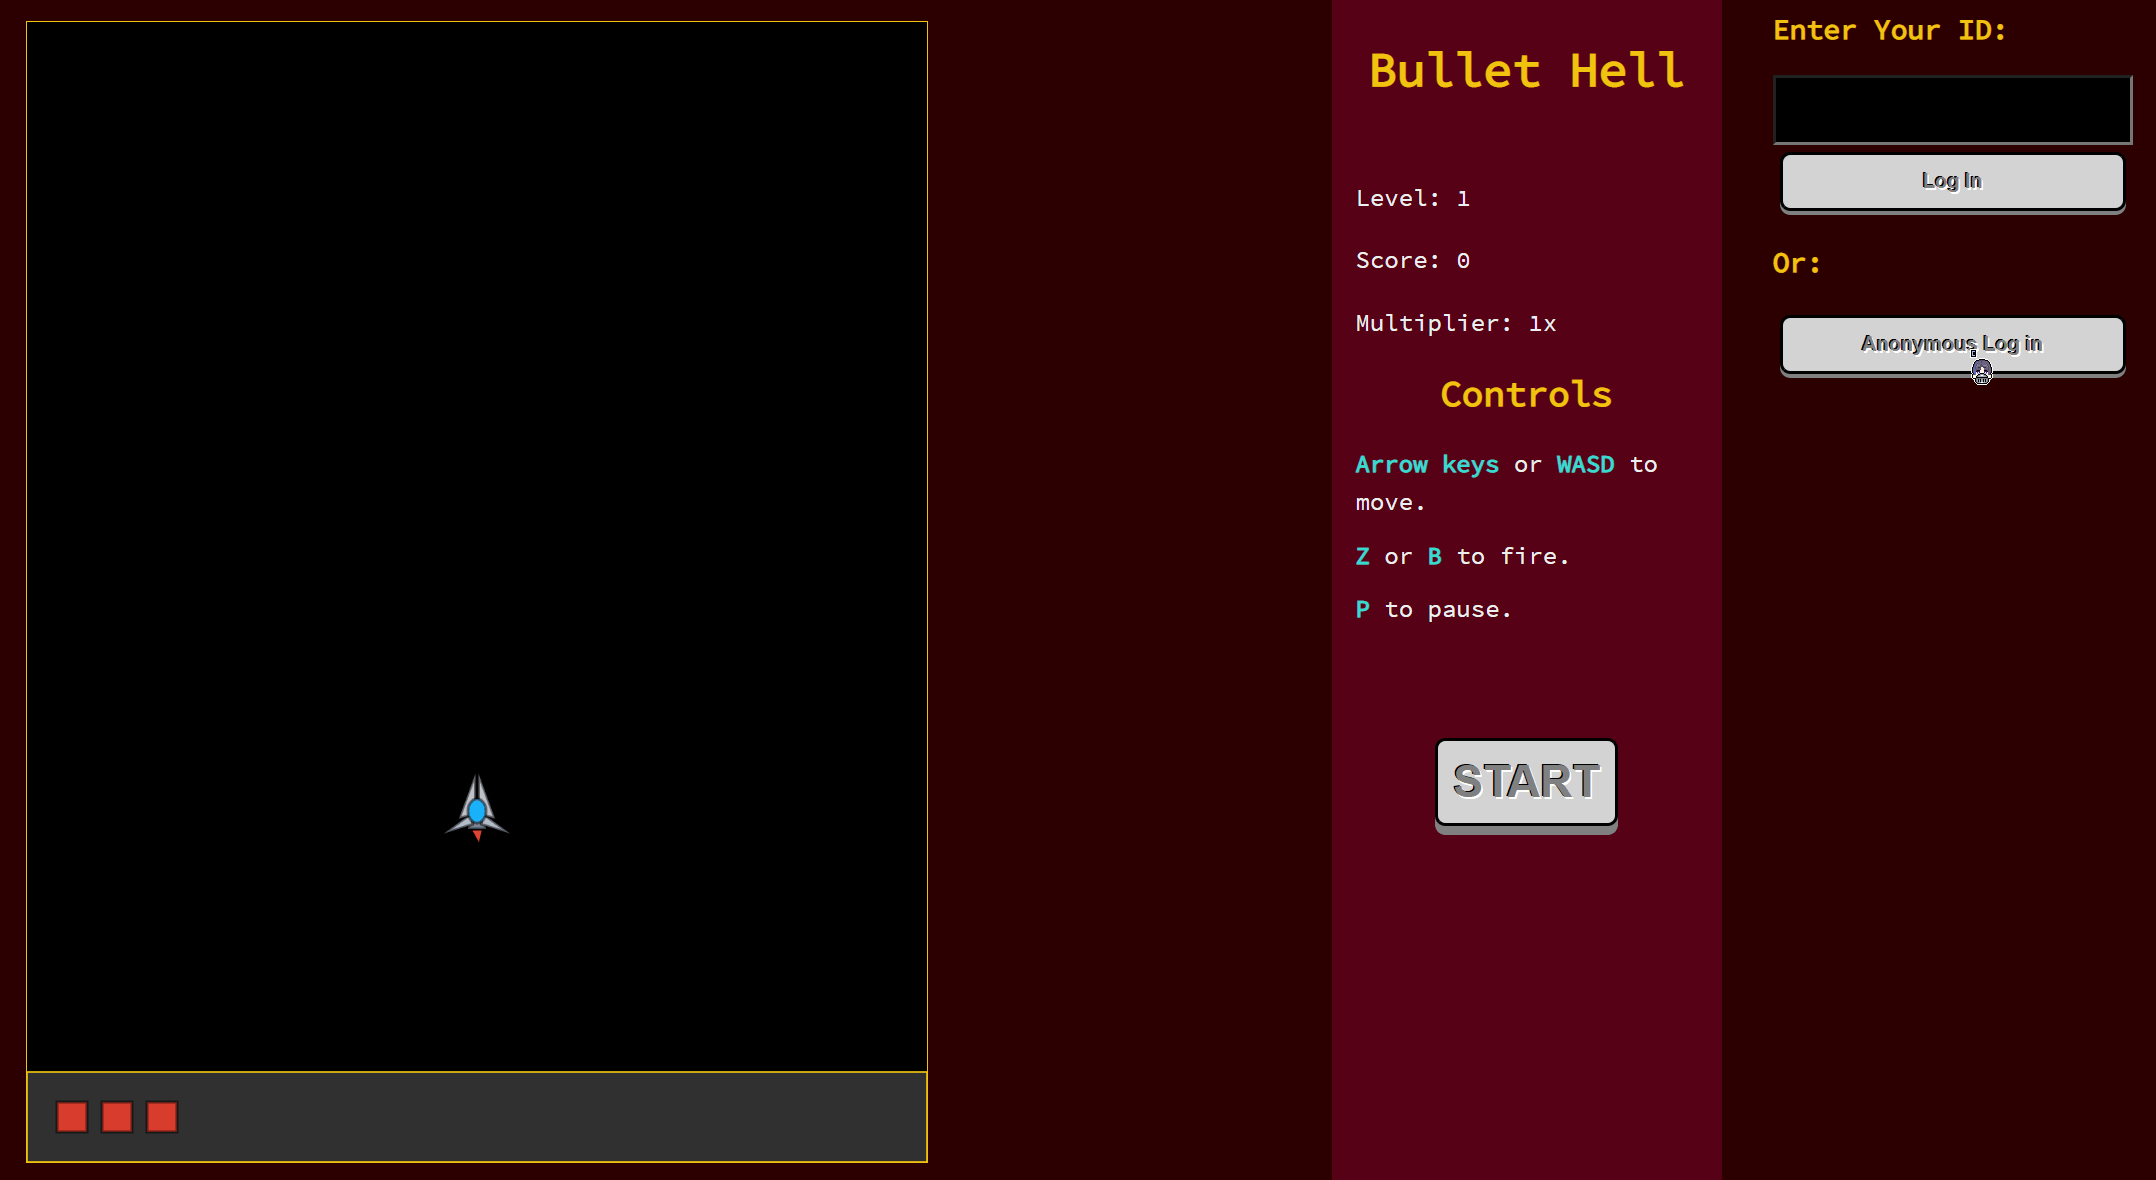 Bullet Hell
Level: 1
Score: 0
Multiplier: 1x
Controls
Arrow keys or WASD to
move.
Z or B to fire.
P to pause.
START
Enter Your ID:
Log In
Or:
Anonymous Log in